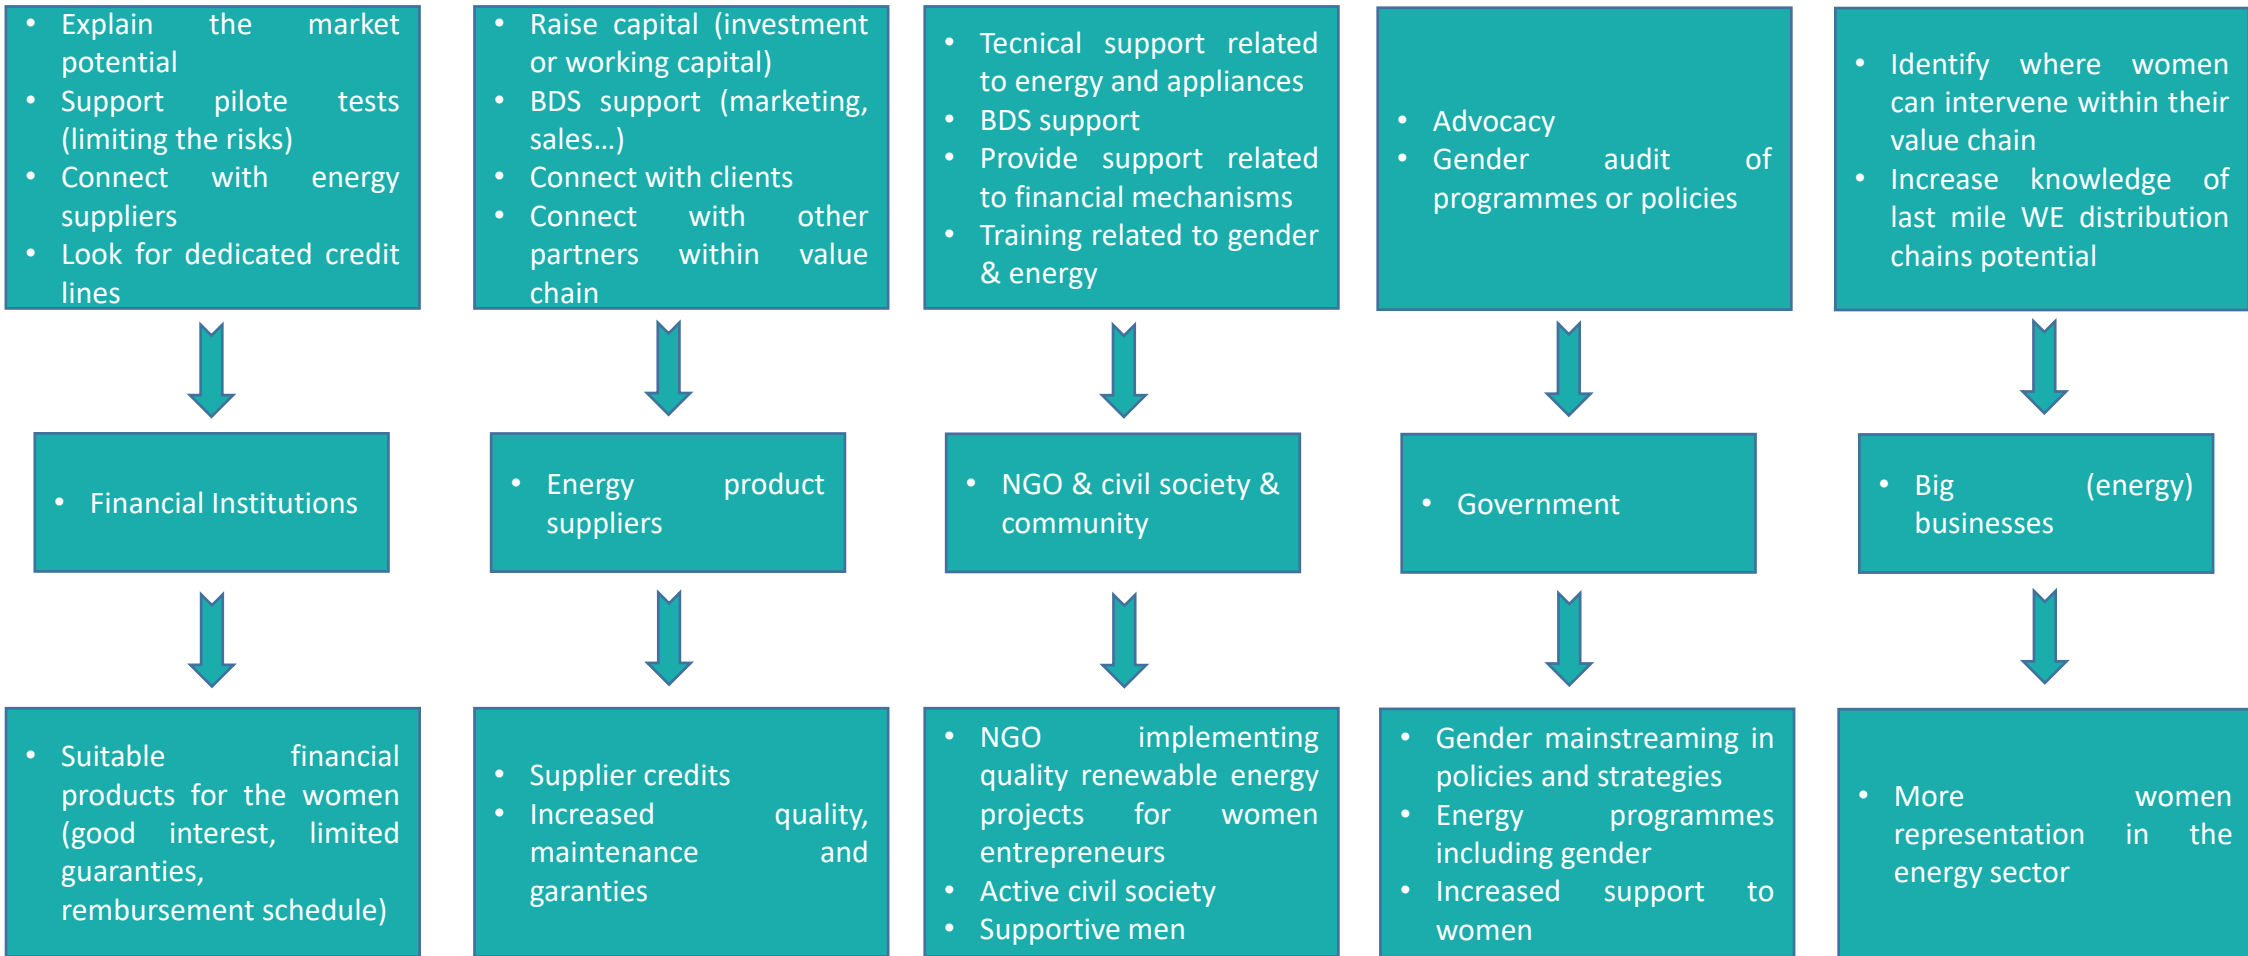 • Explain the market
potential
• Support pilote tests
(limiting the risks)
• Connect with energy
suppliers
• Look for dedicated credit
lines
• Raise capital (investment
or working capital)
• BDS support (marketing,
sales…)
• Connect with clients
• Connect with other
partners within value
chain
• Tecnical support related
to energy and appliances
• BDS support
• Provide support related
to financial mechanisms
• Training related to gender
& energy
• Advocacy
• Gender audit of
programmes or policies
• Identify where women
can intervene within their
value chain
• Increase knowledge of
last mile WE distribution
chains potential
• Financial Institutions
• Energy product
suppliers
• NGO & civil society &
community
• Government
• Big (energy)
businesses
• Suitable financial
products for the women
(good interest, limited
guaranties,
rembursement schedule)
• Supplier credits
• Increased quality,
maintenance and
garanties
• NGO implementing
quality renewable energy
projects for women
entrepreneurs
• Active civil society
• Supportive men
• Gender mainstreaming in
policies and strategies
• Energy programmes
including gender
• Increased support to
women
• More women
representation in the
energy sector